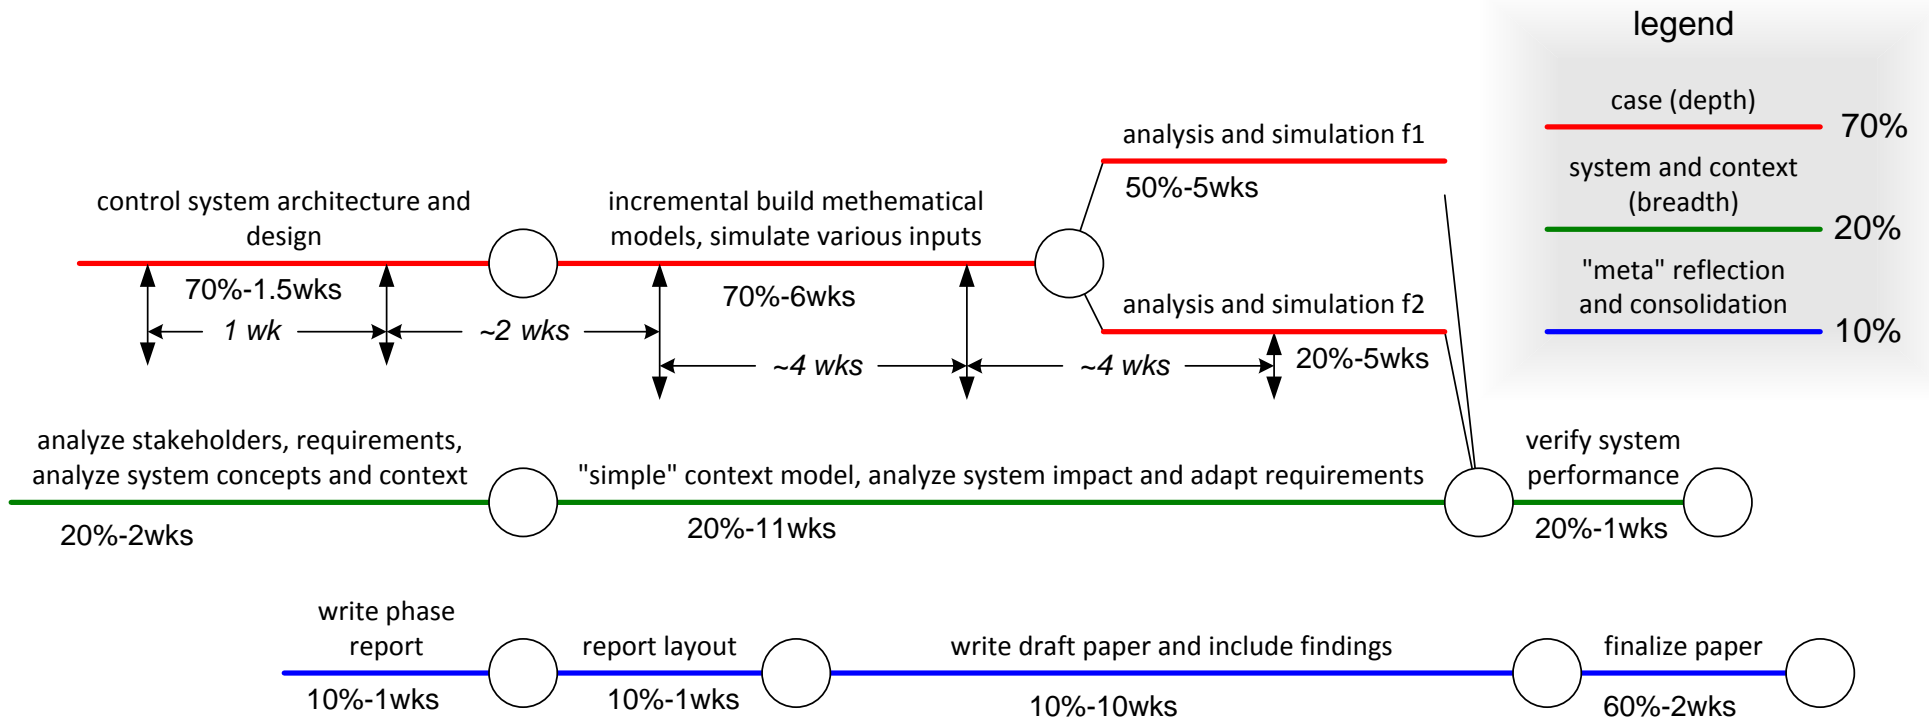 legend
case (depth)
70%
system and context
(breadth)
20%
"meta" reflection
and consolidation
10%
analysis and simulation f1
50%-5wks
control system architecture and
design
70%-1.5wks
incremental build methematical
models, simulate various inputs
70%-6wks
analysis and simulation f2
20%-5wks
1 wk
~2 wks
~4 wks
~4 wks
analyze stakeholders, requirements,
analyze system concepts and context
20%-2wks
"simple" context model, analyze system impact and adapt requirements
20%-11wks
verify system
performance
20%-1wks
write phase
report
10%-1wks
report layout
10%-1wks
write draft paper and include findings
10%-10wks
finalize paper
60%-2wks